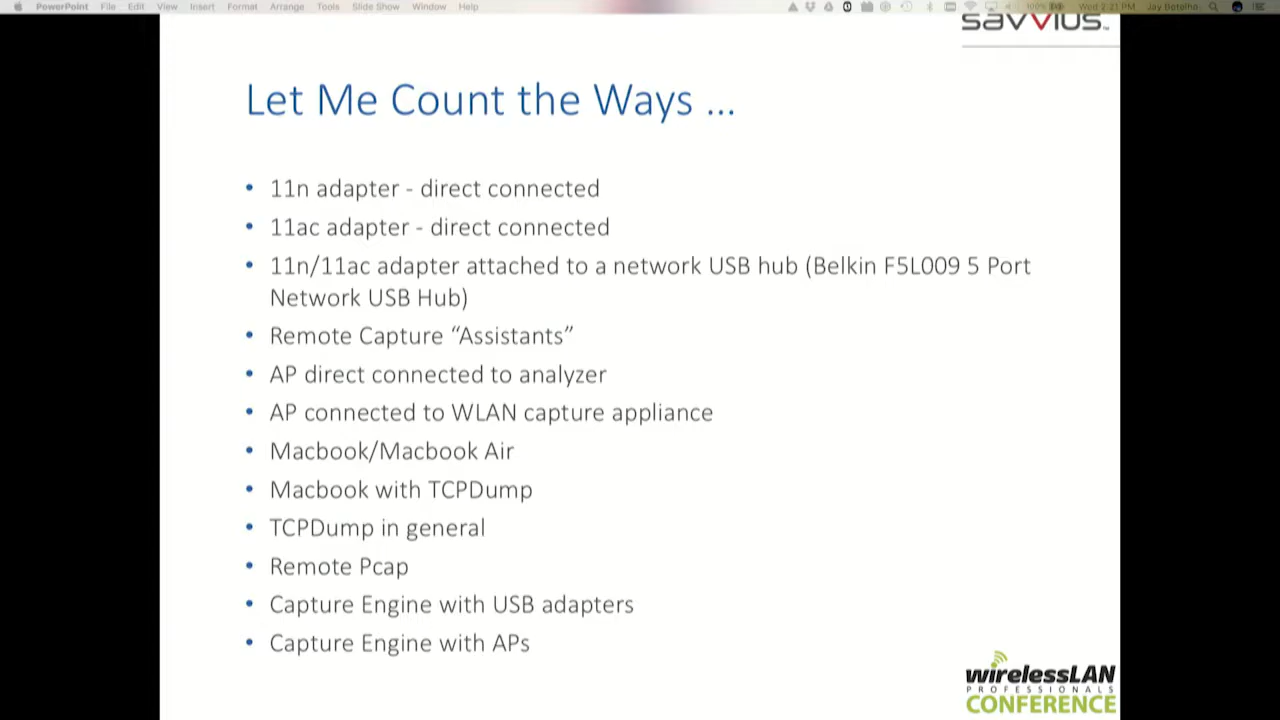 PowerPoint File Edit View Insert Format Arrange Tools Slide Show Window Help 100% Wed 2:21 PM Jay Botelho
savvius™
Let Me Count the Ways ...
• 11n adapter - direct connected
• 11ac adapter - direct connected
• 11n/11ac adapter attached to a network USB hub (Belkin F5L009 5 Port
Network USB Hub)
• Remote Capture “Assistants”
• AP direct connected to analyzer
• AP connected to WLAN capture appliance
• Macbook/Macbook Air
• Macbook with TCPDump
• TCPDump in general
• Remote Pcap
• Capture Engine with USB adapters
• Capture Engine with APs
wirelessLAN
PROFESSIONALS
CONFERENCE